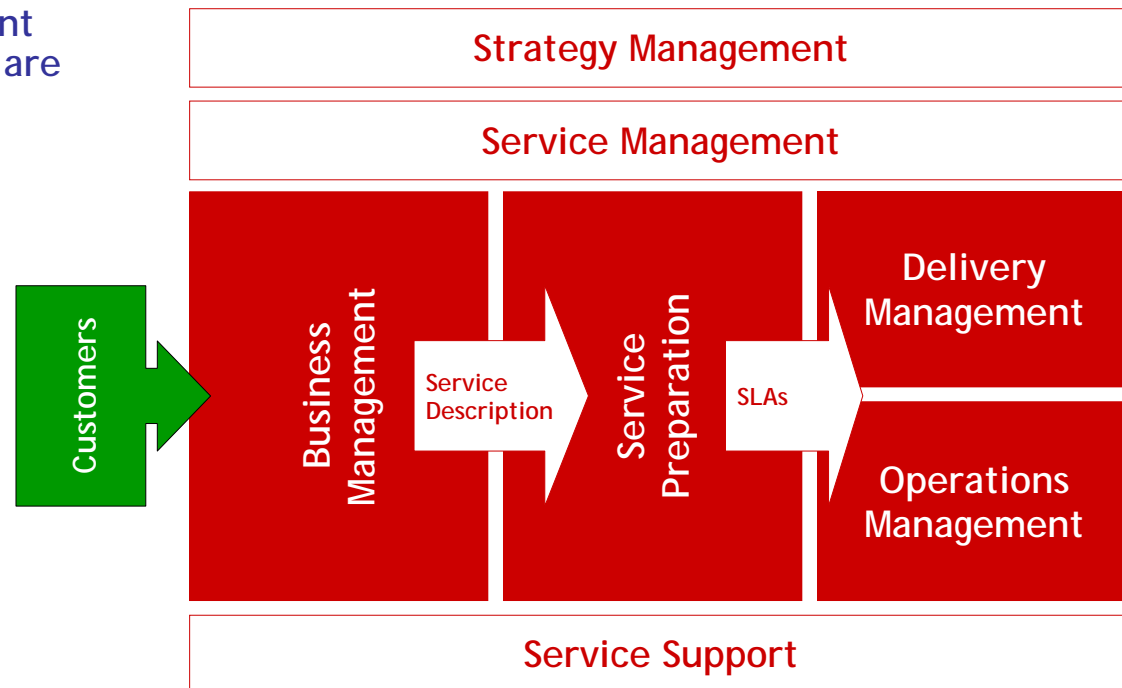 nt
are
Strategy Management
Service Management
Customers
Business
Management
Service
Description
Service
Preparation
SLAs
Delivery
Management
Operations
Management
Service Support